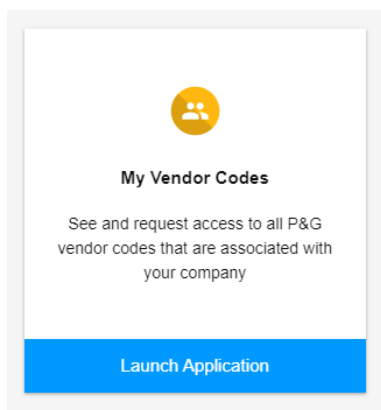 My Vendor Codes
See and request access to all P&G
vendor codes that are associated with
your company
Launch Application